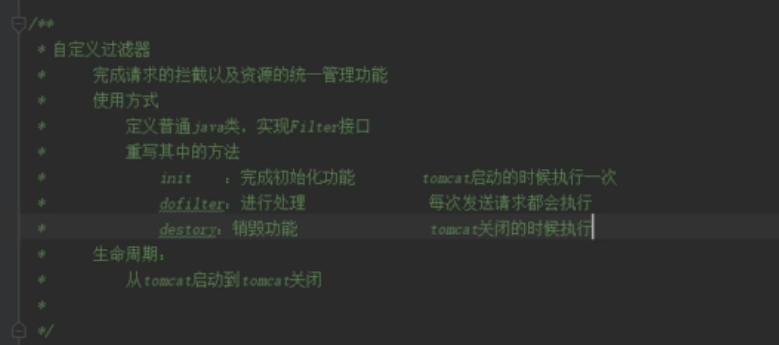 /**
* 自定义过滤器
* 完成请求的拦截以及资源的统一管理功能
* 使用方式
* 定义普通java类，实现Filter接口
* 重写其中的方法
* init ：完成初始化功能 tomcat启动的时候执行一次
* dofilter：进行处理 每次发送请求都会执行
* destory：销毁功能 tomcat关闭的时候执行
* 生命周期：
* 从tomcat启动到tomcat关闭
*
*/